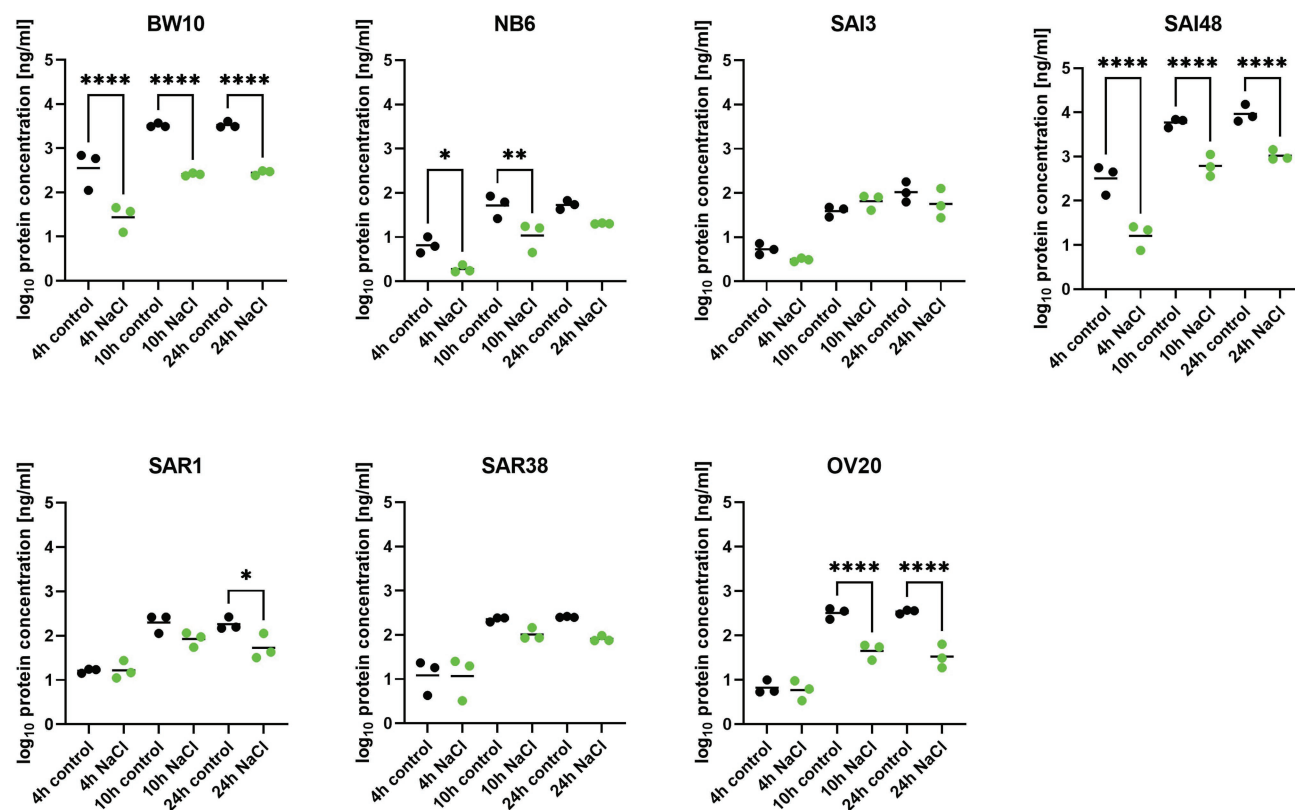 BW10
log10 protein concentration [ng/ml]
5
4
3
2
1
0
**** **** ****
4h control
4h NaCl
10h control
10h NaCl
24h control
24h NaCl
NB6
log10 protein concentration [ng/ml]
5
4
3
2
1
0
* **
4h control
4h NaCl
10h control
10h NaCl
24h control
24h NaCl
SAI3
log10 protein concentration [ng/ml]
5
4
3
2
1
0
4h control
4h NaCl
10h control
10h NaCl
24h control
24h NaCl
SAI48
log10 protein concentration [ng/ml]
5
4
3
2
1
0
**** **** ****
4h control
4h NaCl
10h control
10h NaCl
24h control
24h NaCl
SAR1
log10 protein concentration [ng/ml]
5
4
3
2
1
0
*
4h control
4h NaCl
10h control
10h NaCl
24h control
24h NaCl
SAR38
log10 protein concentration [ng/ml]
5
4
3
2
1
0
4h control
4h NaCl
10h control
10h NaCl
24h control
24h NaCl
OV20
log10 protein concentration [ng/ml]
5
4
3
2
1
0
**** ****
4h control
4h NaCl
10h control
10h NaCl
24h control
24h NaCl